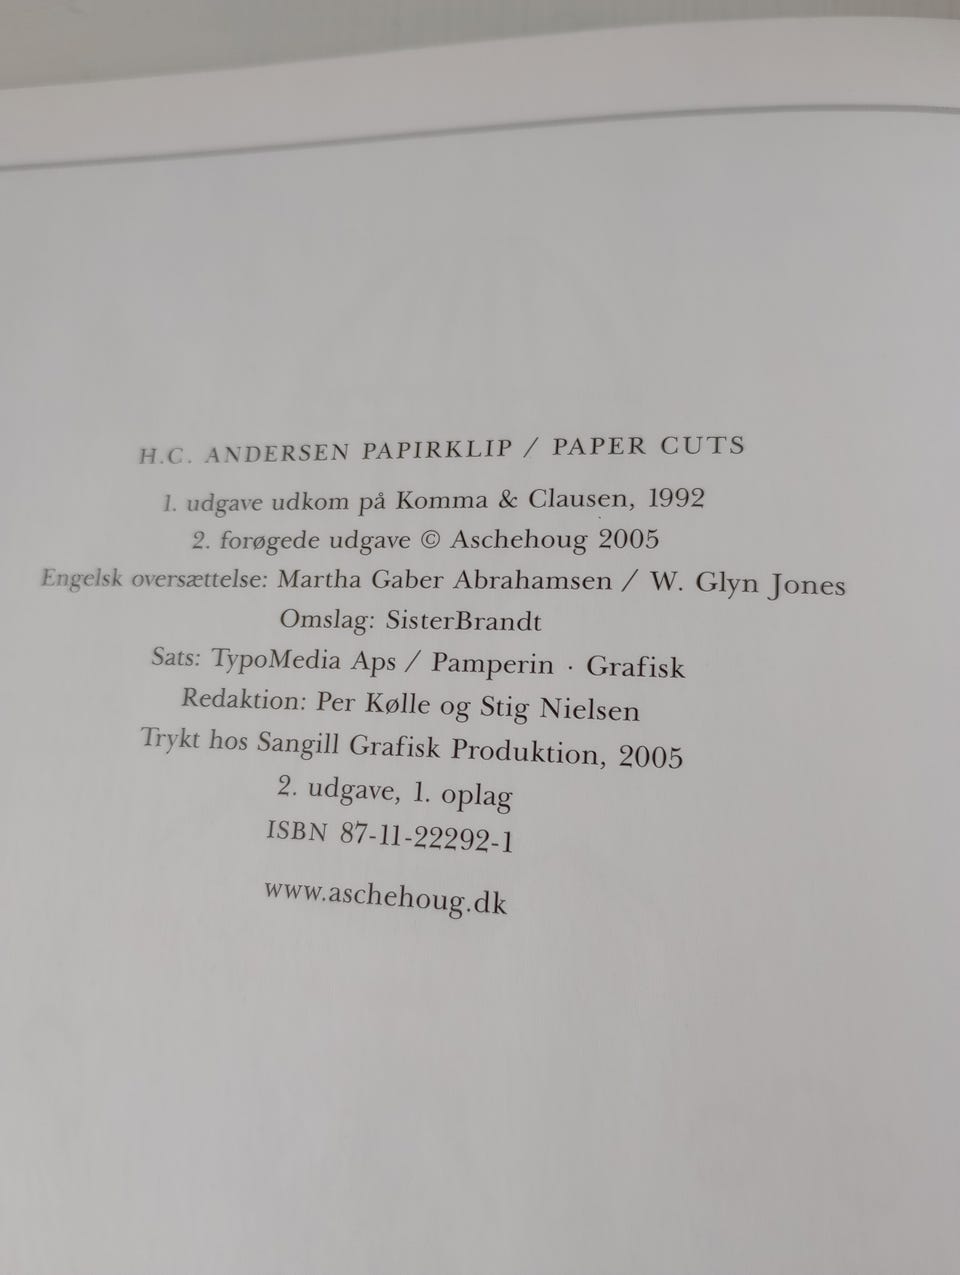 H.C. ANDERSEN PAPIRKLIP / PAPER CUTS
1. udgave udkom på Komma & Clausen, 1992
2. forøgede udgave © Aschehoug 2005
Engelsk oversættelse: Martha Gaber Abrahamsen / W. Glyn Jones
Omslag: SisterBrandt
Sats: TypoMedia Aps / Pamperin · Grafisk
Redaktion: Per Kølle og Stig Nielsen
Trykt hos Sangill Grafisk Produktion, 2005
2. udgave, 1. oplag
ISBN 87-11-22292-1
www.aschehoug.dk